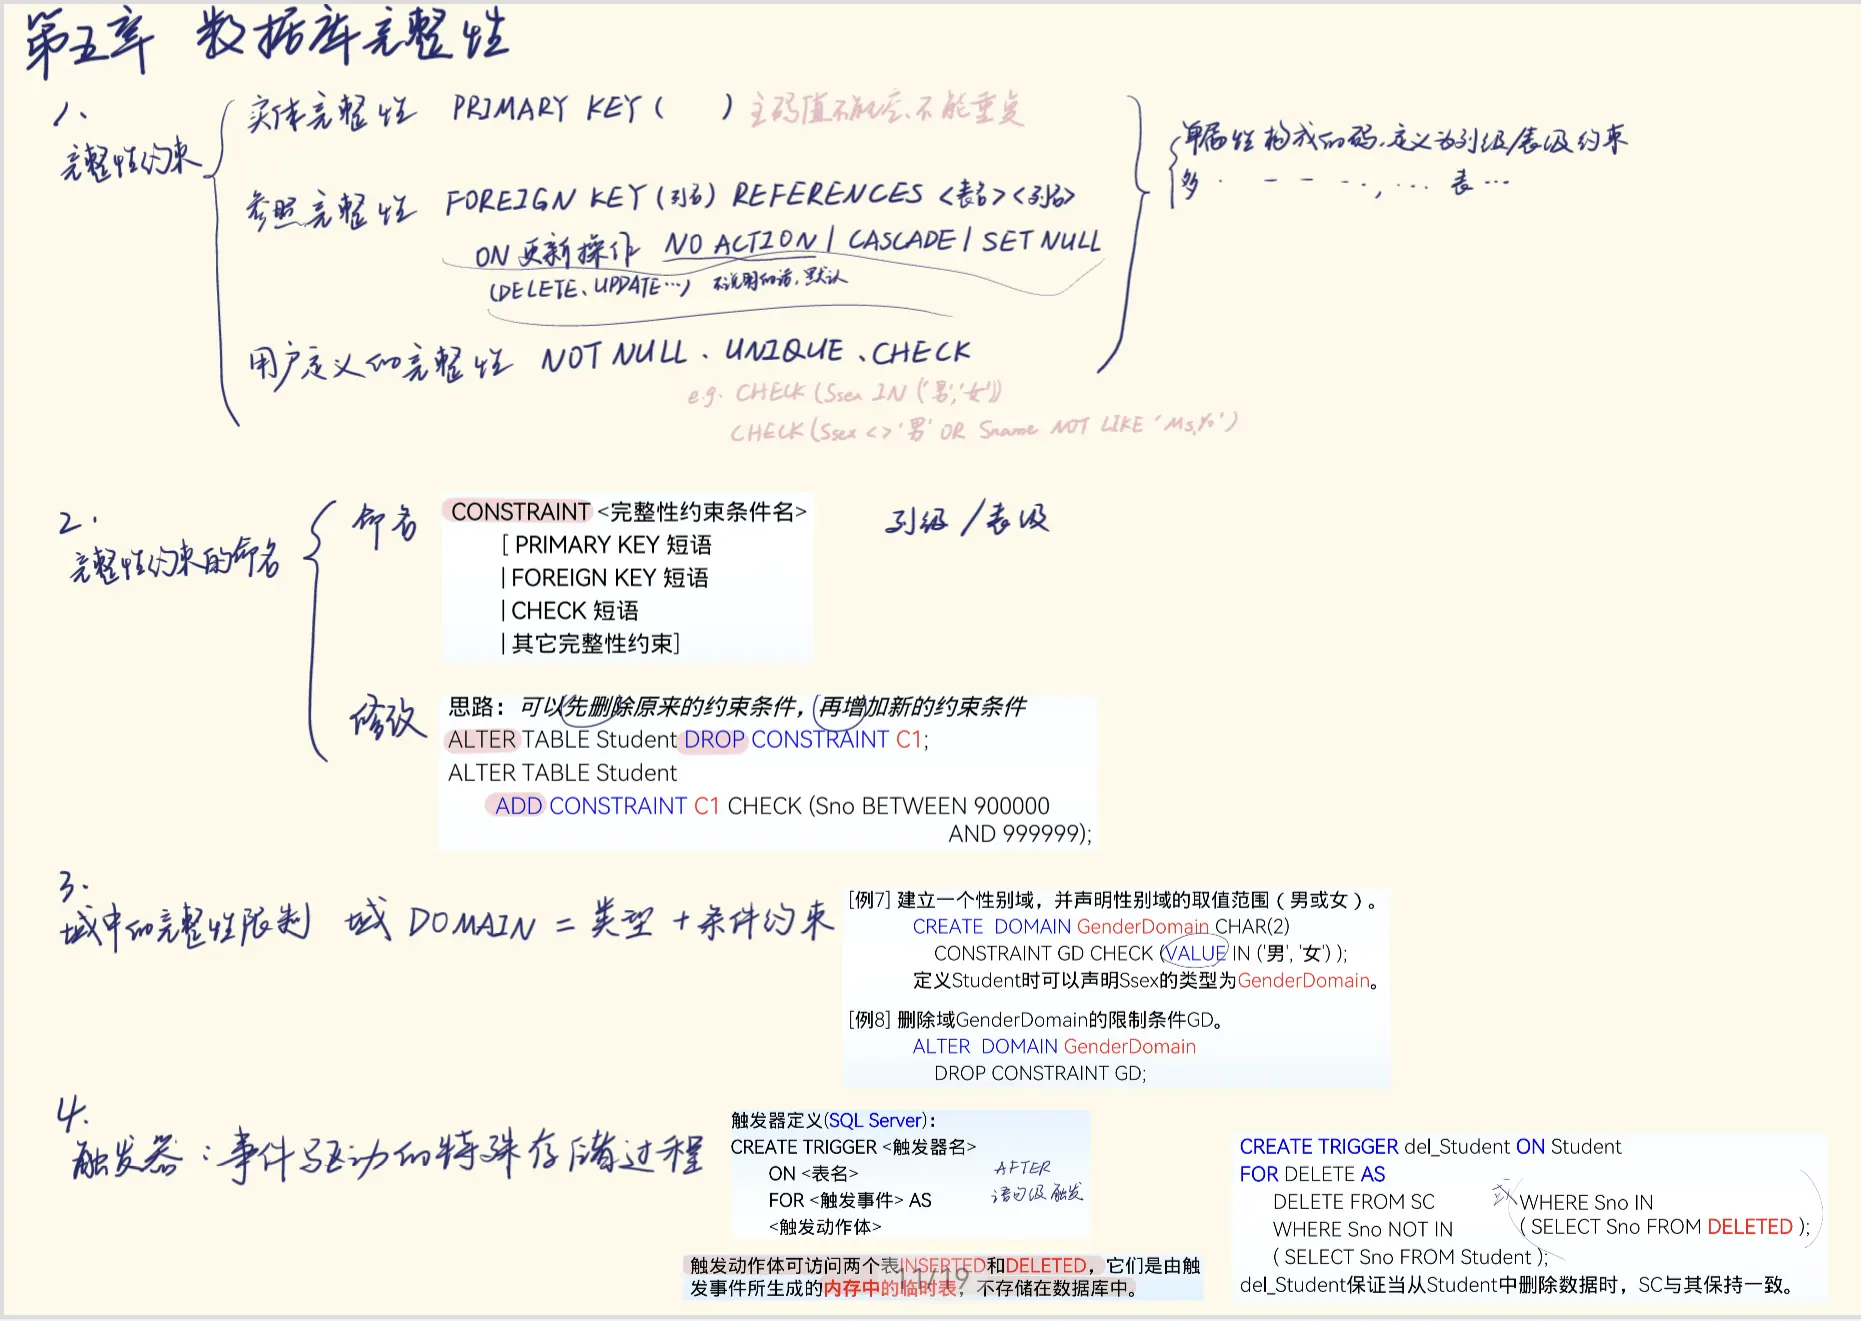 第五章 数据库完整性
1、
完整性约束
实体完整性 PRIMARY KEY ( ) 主码值不能空、不能重复
参照完整性 FOREIGN KEY (列名) REFERENCES <表名><列名>
ON 更新操作 NO ACTION | CASCADE | SET NULL
(DELETE、UPDATE…) 不说明的话,默认
用户定义的完整性 NOT NULL、UNIQUE、CHECK
e.g. CHECK (Ssex IN ('男','女'))
CHECK (Ssex <> '男' OR Sname NOT LIKE 'Ms.%')
单属性构成的码,定义为列级/表级约束
多 · - - - ··, … 表 …
2.
完整性约束的命名
命名
CONSTRAINT <完整性约束条件名>
[ PRIMARY KEY 短语
| FOREIGN KEY 短语
| CHECK 短语
| 其它完整性约束]
列级 / 表级
修改
思路：可以先删除原来的约束条件，再增加新的约束条件
ALTER TABLE Student DROP CONSTRAINT C1;
ALTER TABLE Student
ADD CONSTRAINT C1 CHECK (Sno BETWEEN 900000
AND 999999);
3.
域中的完整性限制 域 DOMAIN = 类型 + 条件约束
[例7] 建立一个性别域，并声明性别域的取值范围（男或女）。
CREATE DOMAIN GenderDomain CHAR(2)
CONSTRAINT GD CHECK (VALUE IN ('男', '女') );
定义Student时可以声明Ssex的类型为GenderDomain。
[例8] 删除域GenderDomain的限制条件GD。
ALTER DOMAIN GenderDomain
DROP CONSTRAINT GD;
4.
触发器：事件驱动的特殊存储过程
触发器定义(SQL Server)：
CREATE TRIGGER <触发器名>
ON <表名>
FOR <触发事件> AS
<触发动作体>
AFTER
语句级触发
触发动作体可访问两个表INSERTED和DELETED，它们是由触
发事件所生成的内存中的临时表，不存储在数据库中。
11/19
CREATE TRIGGER del_Student ON Student
FOR DELETE AS
DELETE FROM SC
WHERE Sno NOT IN
( SELECT Sno FROM Student );
或 WHERE Sno IN
( SELECT Sno FROM DELETED );
del_Student保证当从Student中删除数据时，SC与其保持一致。